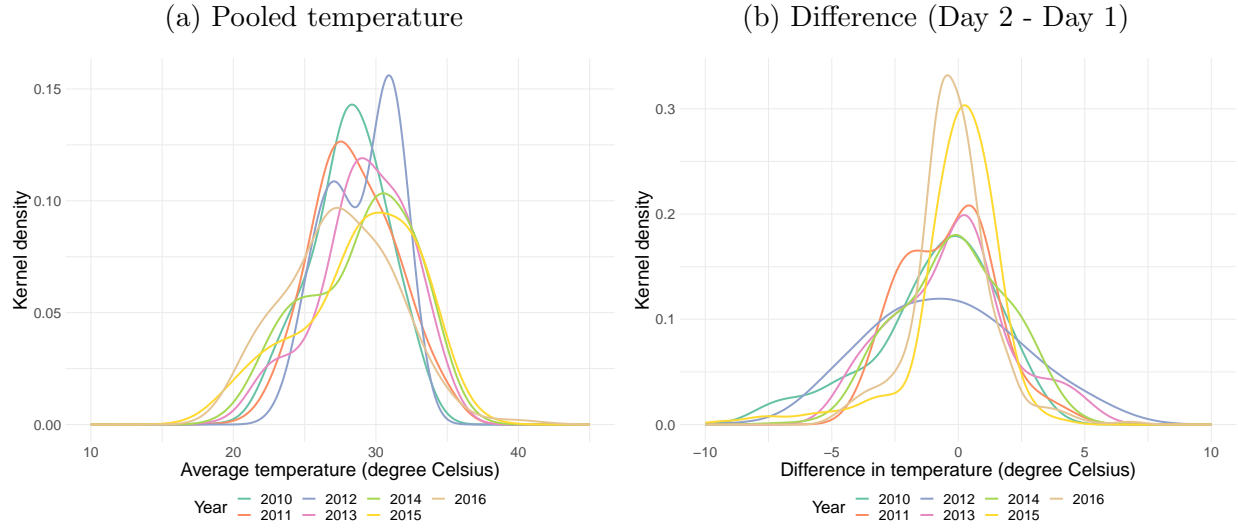 (a) Pooled temperature
0.15
0.10
0.05
0.00
Kernel density
10 20 30 40
Average temperature (degree Celsius)
Year 2010 2012 2014 2016
2011 2013 2015
(b) Difference (Day 2 - Day 1)
0.3
0.2
0.1
0.0
Kernel density
−10 −5 0 5 10
Difference in temperature (degree Celsius)
Year 2010 2012 2014 2016
2011 2013 2015